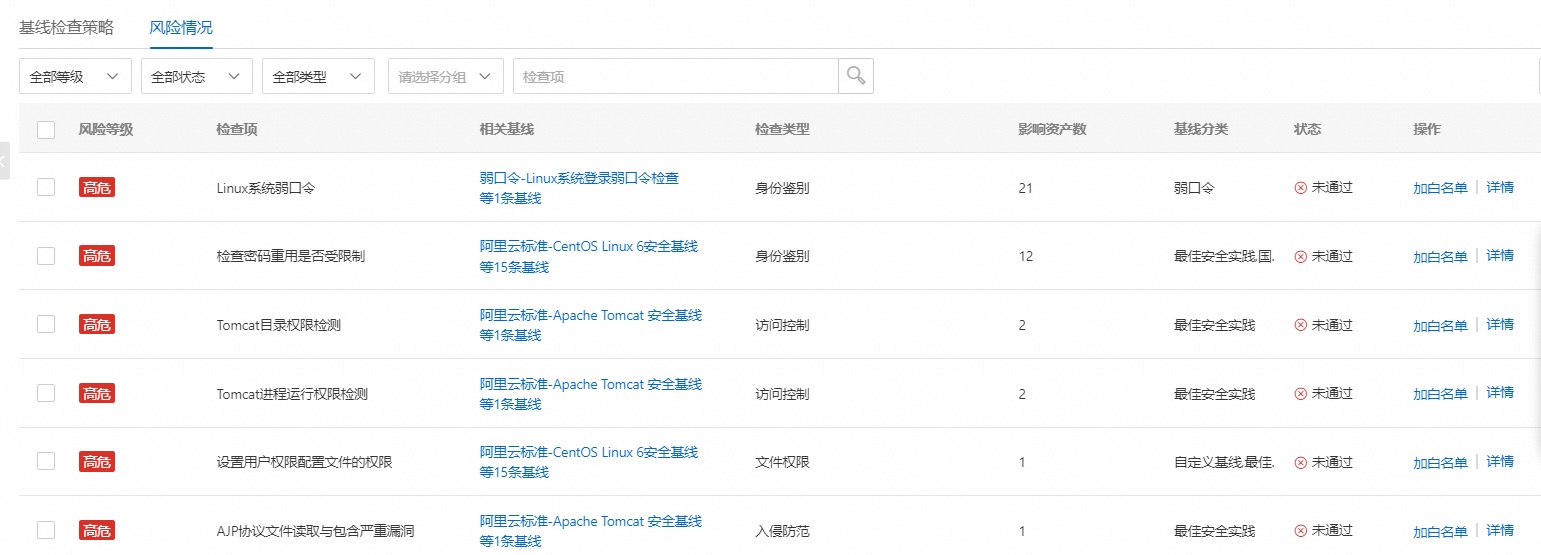 基线检查策略 风险情况
全部等级 全部状态 全部类型 请选择分组 检查项
风险等级 检查项 相关基线 检查类型 影响资产数 基线分类 状态 操作
高危 Linux系统弱口令 弱口令-Linux系统登录弱口令检查 身份鉴别 21 弱口令 未通过 加白名单 详情
等1条基线
高危 检查密码重用是否受限制 阿里云标准-CentOS Linux 6安全基线 身份鉴别 12 最佳安全实践,国. 未通过 加白名单 详情
等15条基线
高危 Tomcat目录权限检测 阿里云标准-Apache Tomcat 安全基线 访问控制 2 最佳安全实践 未通过 加白名单 详情
等1条基线
高危 Tomcat进程运行权限检测 阿里云标准-Apache Tomcat 安全基线 访问控制 2 最佳安全实践 未通过 加白名单 详情
等1条基线
高危 设置用户权限配置文件的权限 阿里云标准-CentOS Linux 6安全基线 文件权限 1 自定义基线,最佳. 未通过 加白名单 详情
等15条基线
高危 AJP协议文件读取与包含严重漏洞 阿里云标准-Apache Tomcat 安全基线 入侵防范 1 最佳安全实践 未通过 加白名单 详情
等1条基线